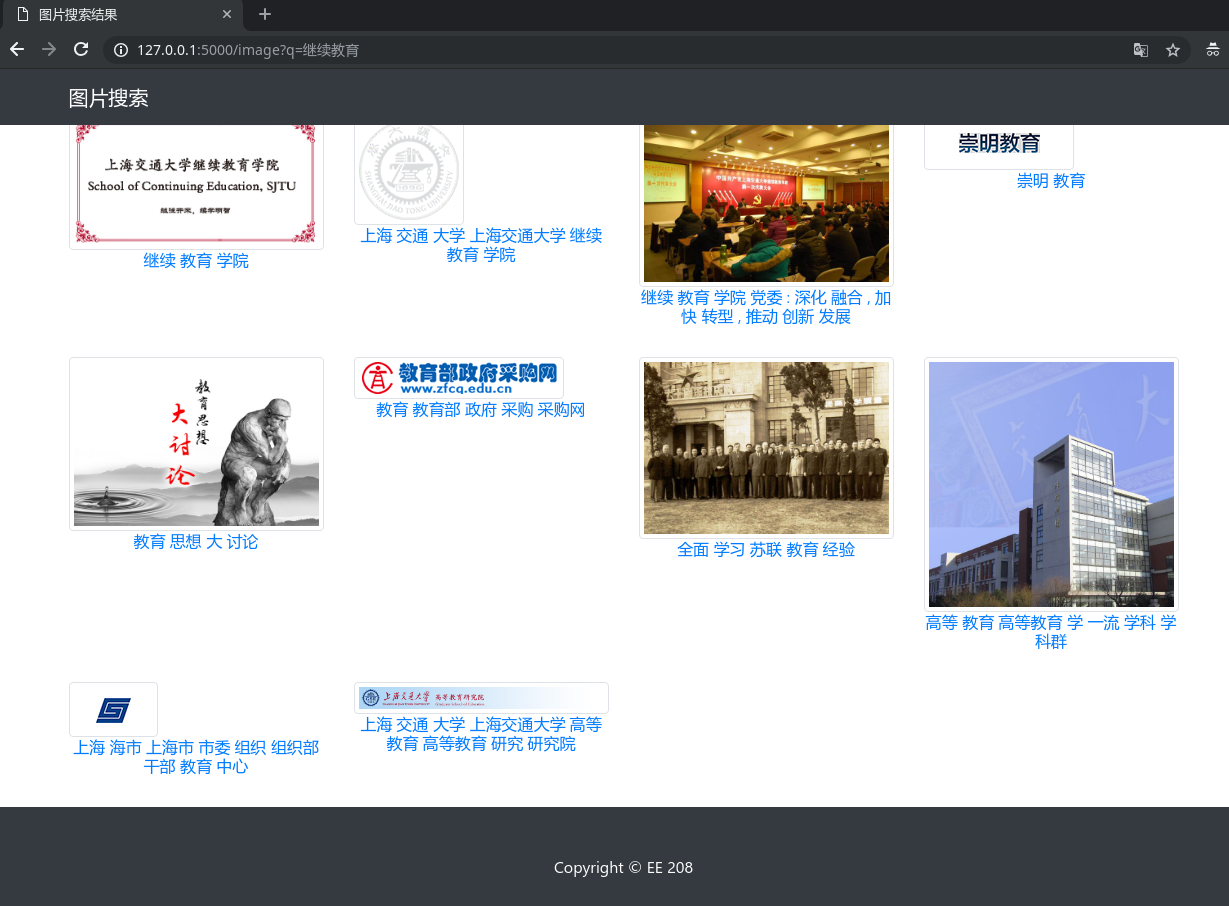 图片搜索结果
127.0.0.1:5000/image?q=继续教育
图片搜索
上海交通大学继续教育学院
School of Continuing Education, SJTU
继续 教育 学院
SHANGHAI JIAO TONG UNIVERSITY
上海 交通 大学 上海交通大学 继续
教育 学院
继续 教育 学院 党委 : 深化 融合 , 加
快 转型 , 推动 创新 发展
崇明教育
崇明 教育
教育思想
大讨论
教育 思想 大 讨论
教育部政府采购网
www.zfcq.edu.cn
教育 教育部 政府 采购 采购网
全面 学习 苏联 教育 经验
高等 教育 高等教育 学 一流 学科 学
科群
上海 海市 上海市 市委 组织 组织部
干部 教育 中心
上海交通大学 高等教育研究院
Graduate School of Education
上海 交通 大学 上海交通大学 高等
教育 高等教育 研究 研究院
Copyright © EE 208